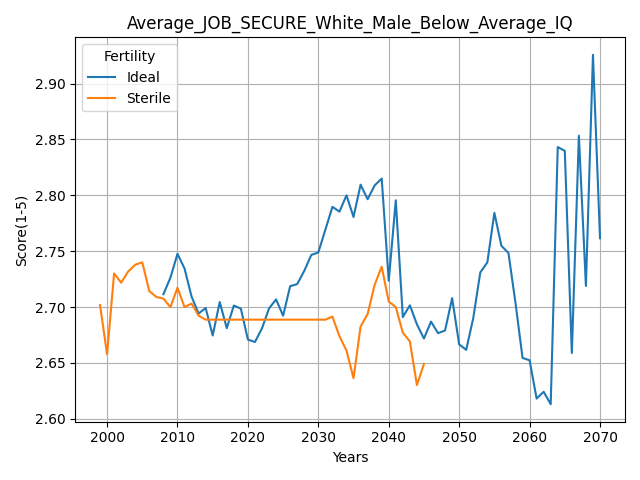 Average_JOB_SECURE_White_Male_Below_Average_IQ
Fertility
Ideal
Sterile
Score(1-5)
2.90
2.85
2.80
2.75
2.70
2.65
2.60
2000 2010 2020 2030 2040 2050 2060 2070
Years